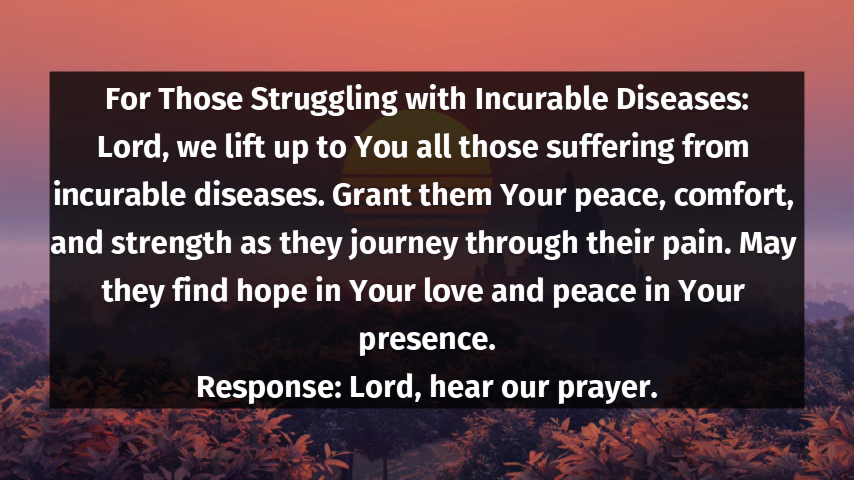 For Those Struggling with Incurable Diseases:
Lord, we lift up to You all those suffering from
incurable diseases. Grant them Your peace, comfort,
and strength as they journey through their pain. May
they find hope in Your love and peace in Your
presence.
Response: Lord, hear our prayer.